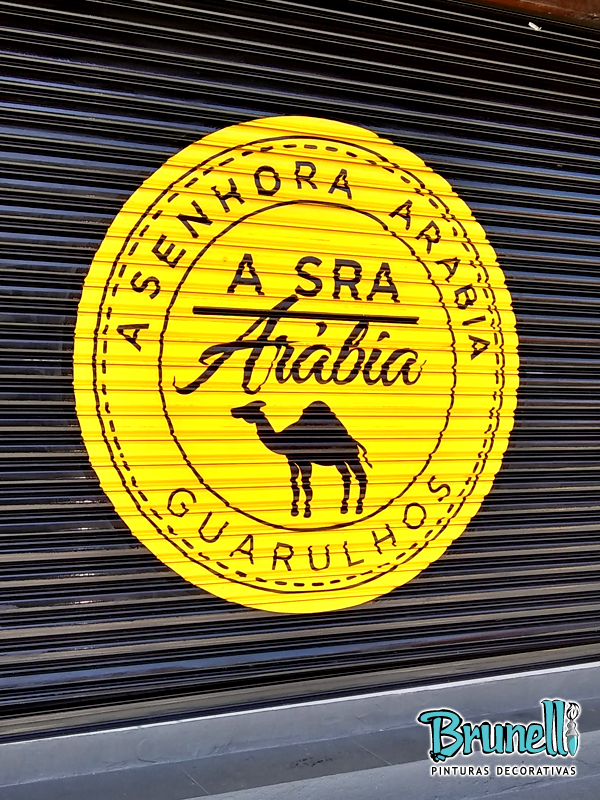 A SENHORA ARÁBIA
A SRA
Arábia
GUARULHOS
Brunelli
PINTURAS DECORATIVAS